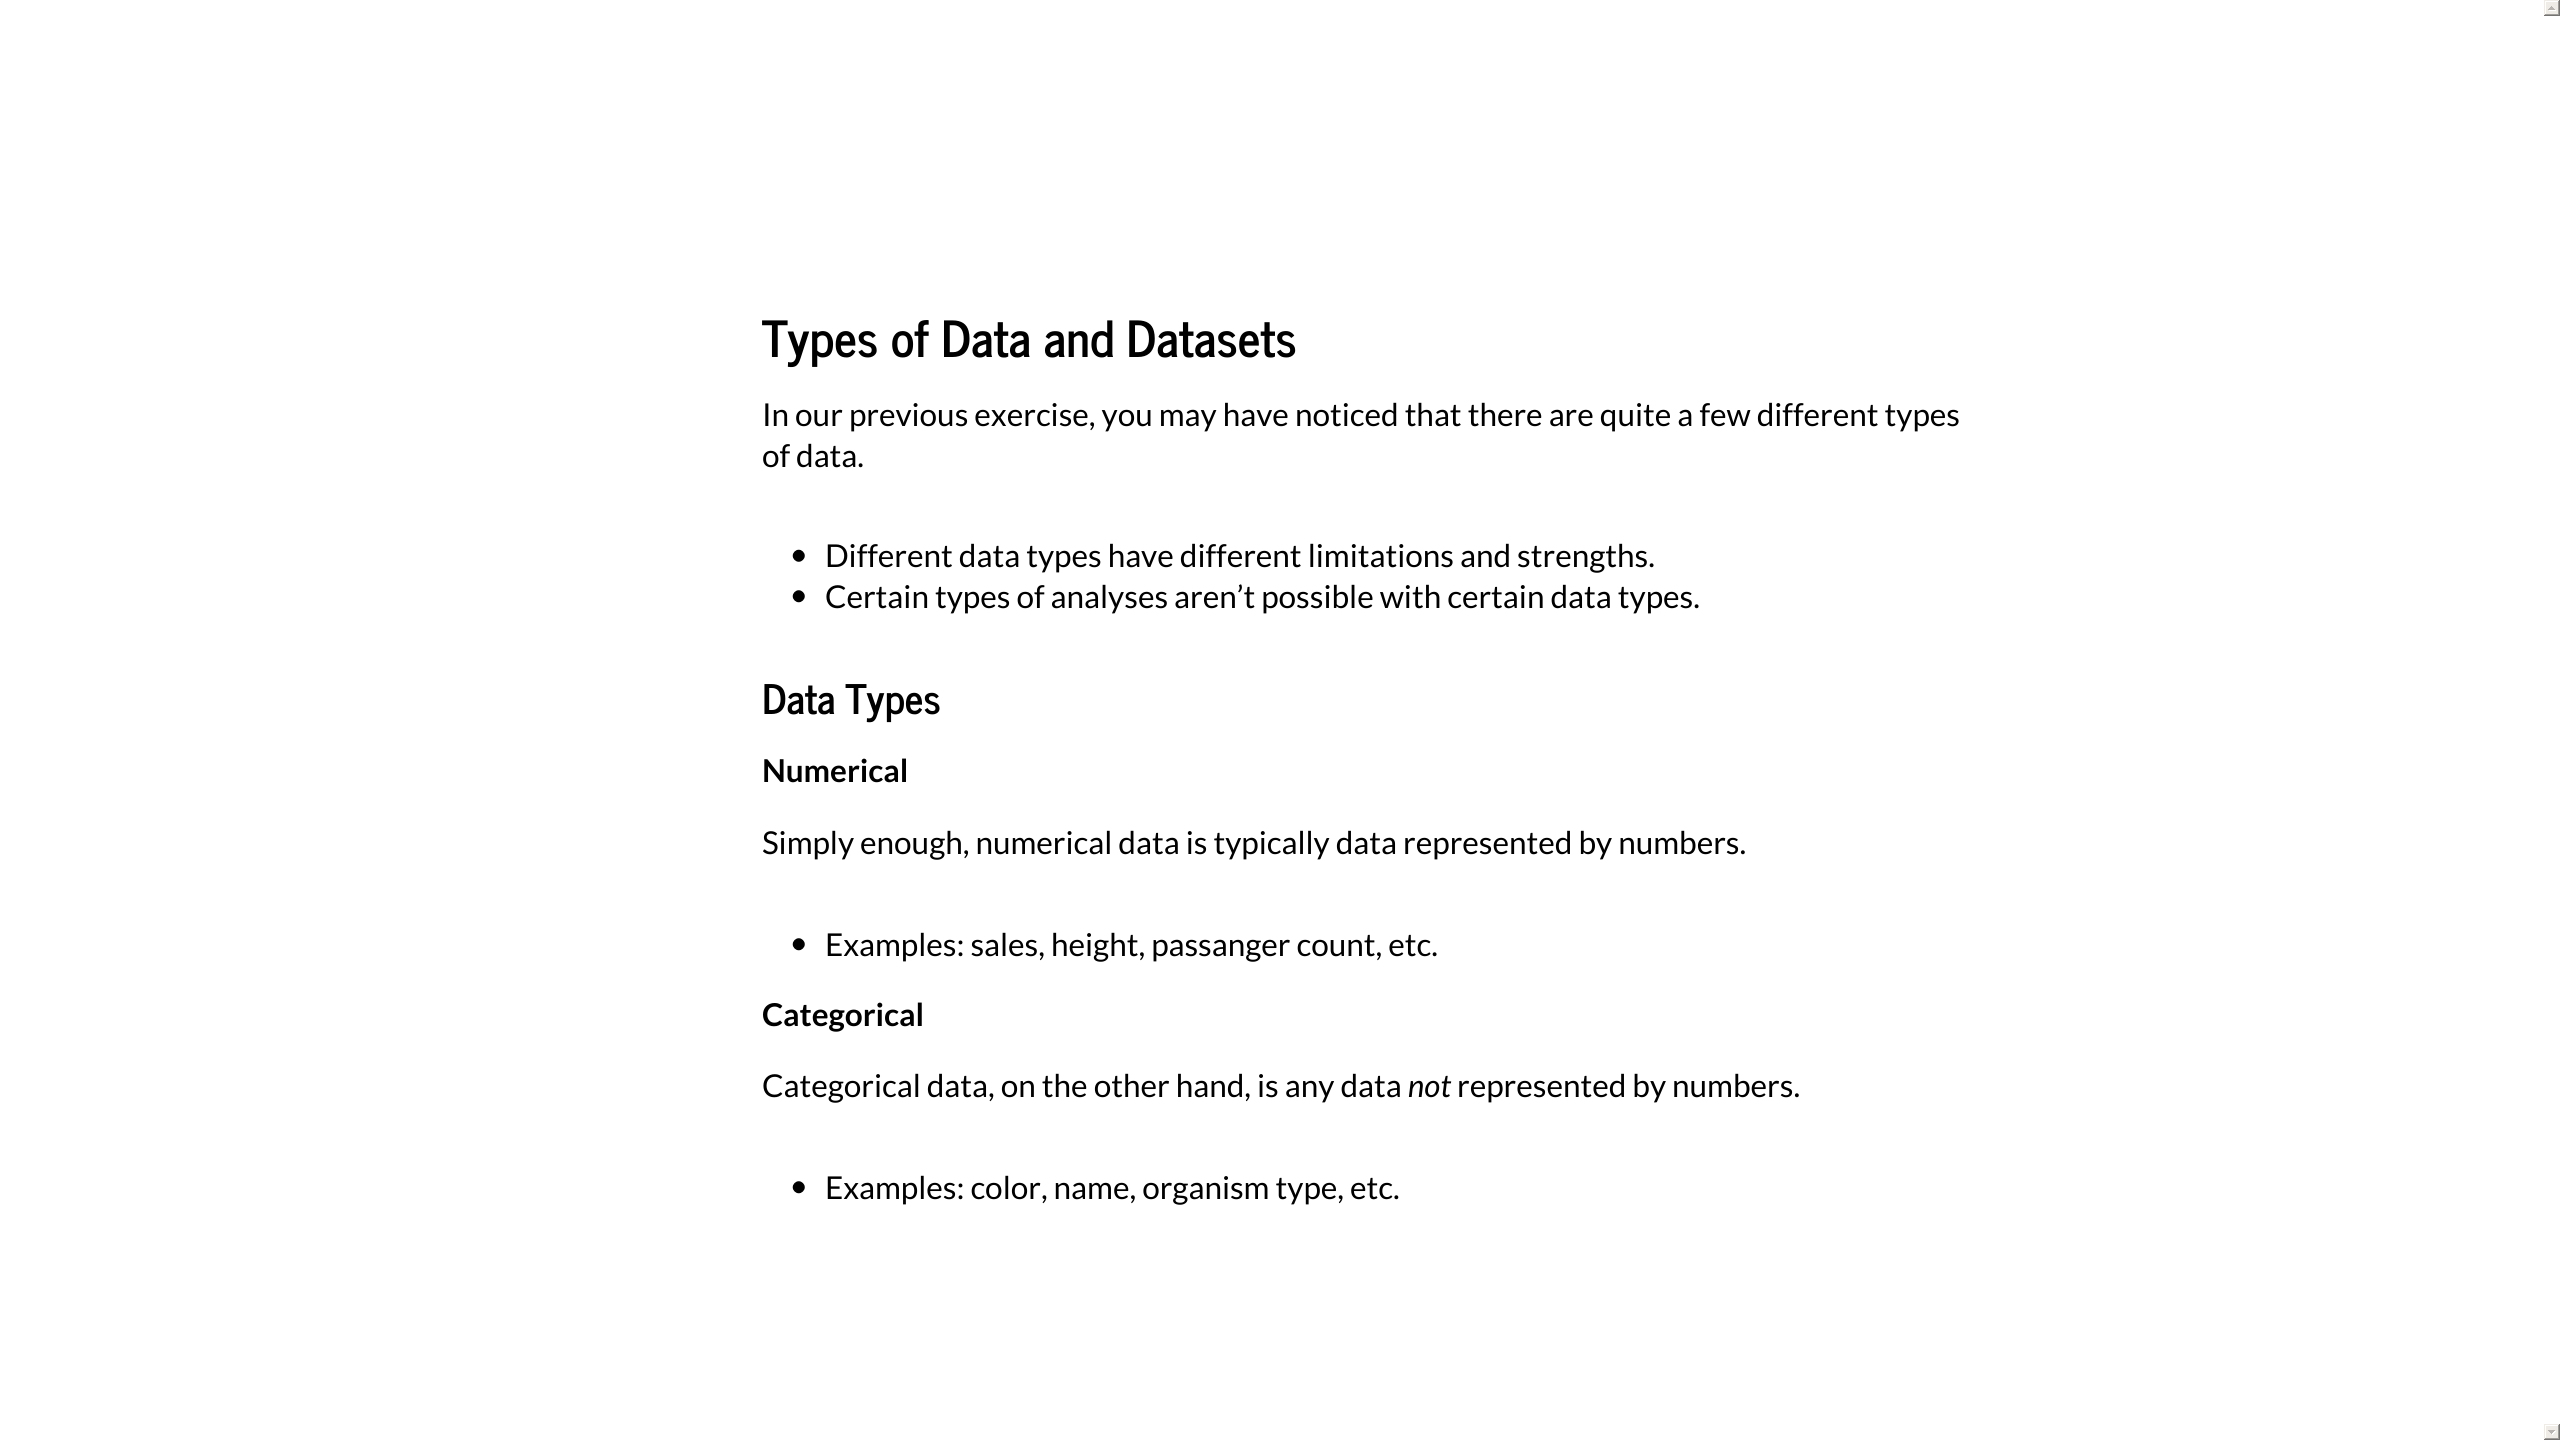 Types of Data and Datasets
In our previous exercise, you may have noticed that there are quite a few different types
of data.
• Different data types have different limitations and strengths.
• Certain types of analyses aren’t possible with certain data types.
Data Types
Numerical
Simply enough, numerical data is typically data represented by numbers.
• Examples: sales, height, passanger count, etc.
Categorical
Categorical data, on the other hand, is any data not represented by numbers.
• Examples: color, name, organism type, etc.